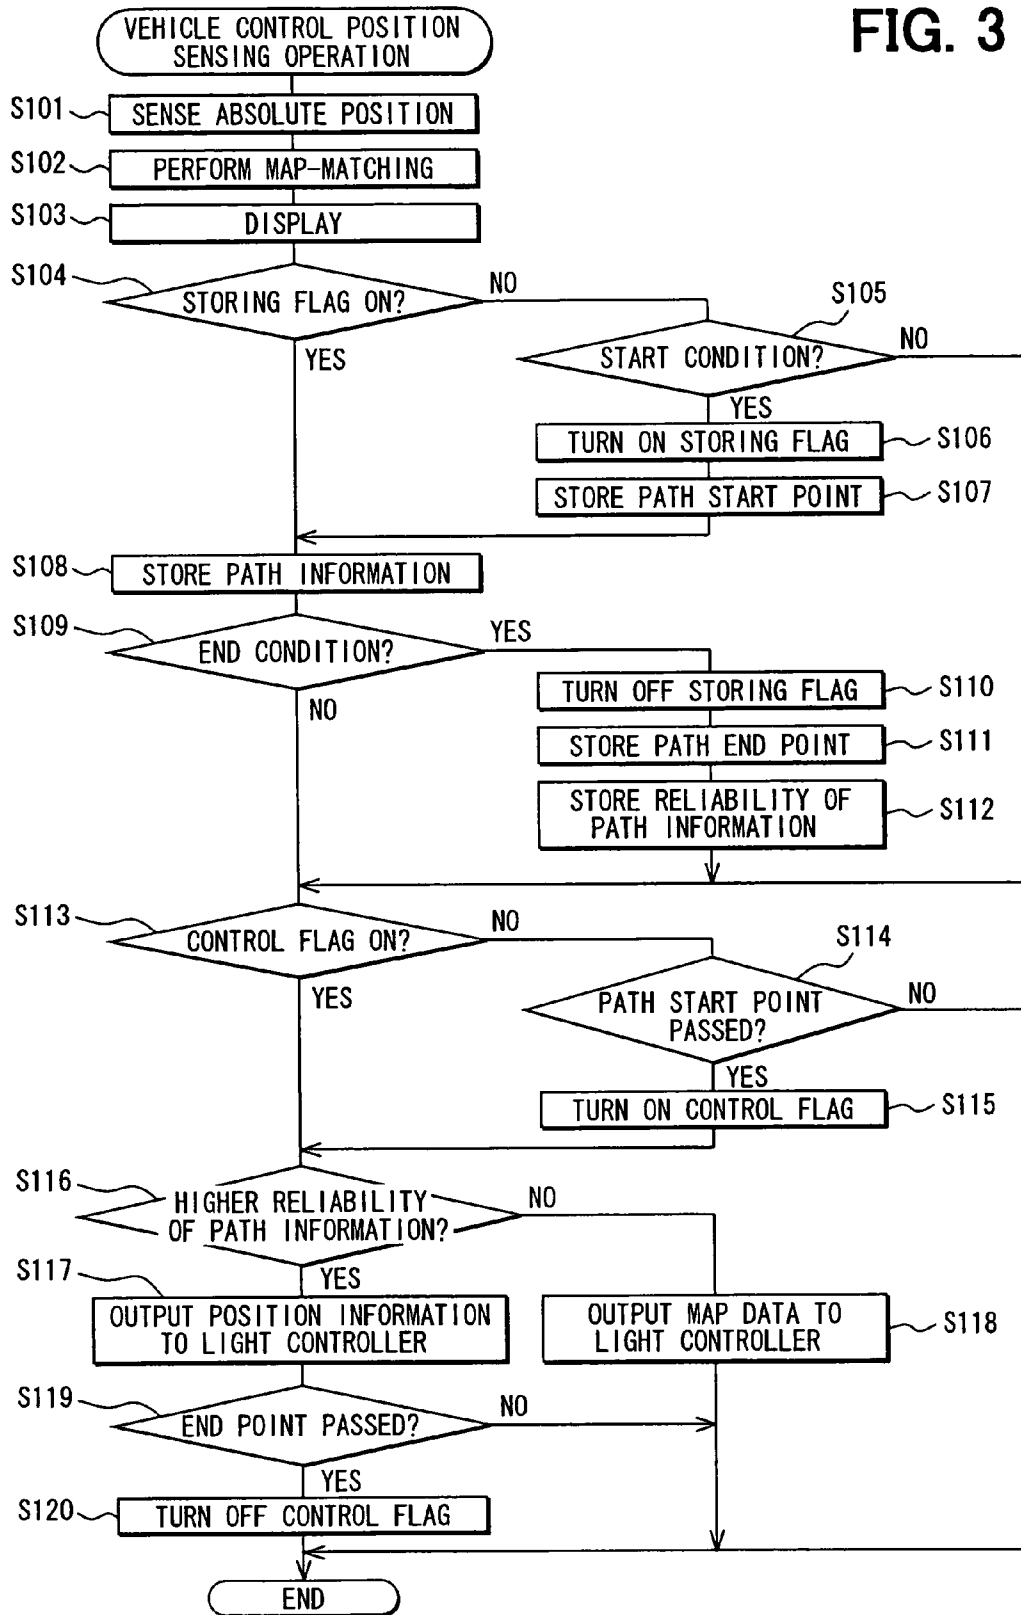 FIG. 3
VEHICLE CONTROL POSITION
SENSING OPERATION
S101
SENSE ABSOLUTE POSITION
S102
PERFORM MAP-MATCHING
S103
DISPLAY
S104
STORING FLAG ON?
NO
YES
S105
START CONDITION?
NO
YES
TURN ON STORING FLAG
S106
STORE PATH START POINT
S107
S108
STORE PATH INFORMATION
S109
END CONDITION?
YES
NO
TURN OFF STORING FLAG
S110
STORE PATH END POINT
S111
STORE RELIABILITY OF
PATH INFORMATION
S112
S113
CONTROL FLAG ON?
NO
YES
S114
PATH START POINT
PASSED?
NO
YES
TURN ON CONTROL FLAG
S115
S116
HIGHER RELIABILITY
OF PATH INFORMATION?
NO
YES
S117
OUTPUT POSITION INFORMATION
TO LIGHT CONTROLLER
OUTPUT MAP DATA TO
LIGHT CONTROLLER
S118
S119
END POINT PASSED?
NO
YES
S120
TURN OFF CONTROL FLAG
END